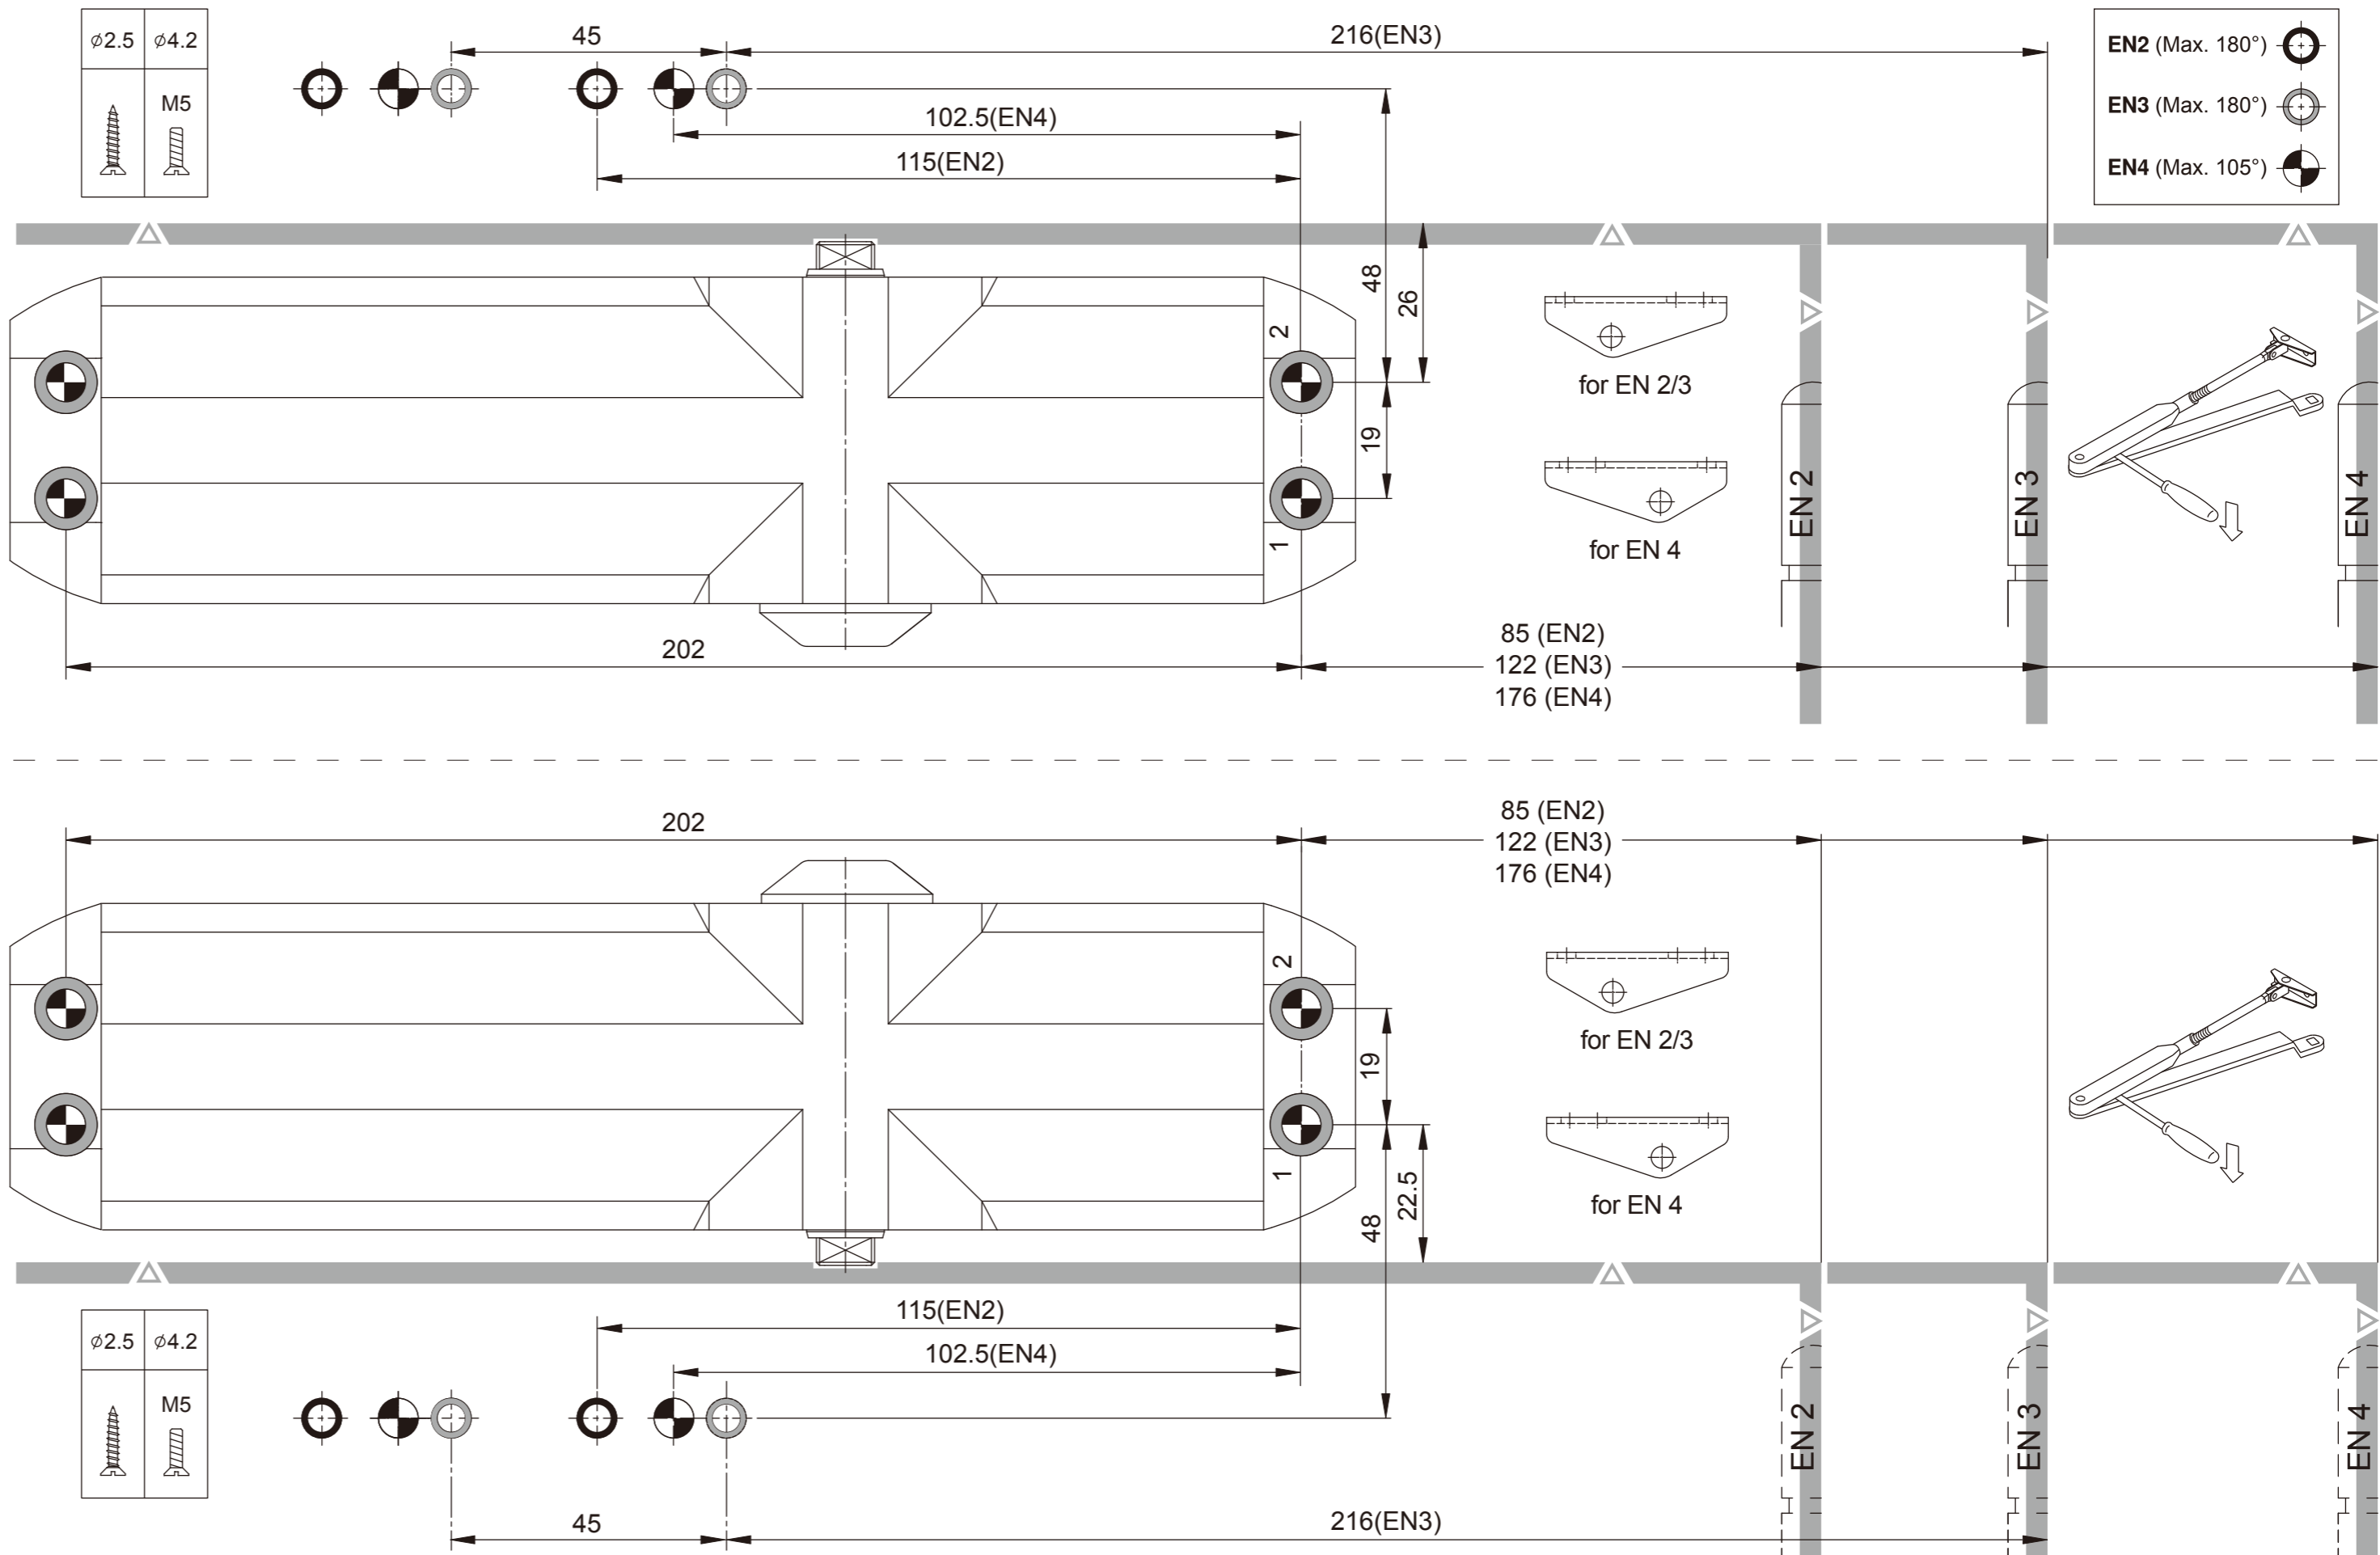 ø2.5 ø4.2
M5
45
216(EN3)
102.5(EN4)
115(EN2)
EN2 (Max. 180°)
EN3 (Max. 180°)
EN4 (Max. 105°)
48
26
19
2
1
for EN 2/3
for EN 4
EN 2
EN 3
EN 4
202
85 (EN2)
122 (EN3)
176 (EN4)
202
85 (EN2)
122 (EN3)
176 (EN4)
2
1
19
48
22.5
for EN 2/3
for EN 4
115(EN2)
102.5(EN4)
ø2.5 ø4.2
M5
EN 2
EN 3
EN 4
45
216(EN3)